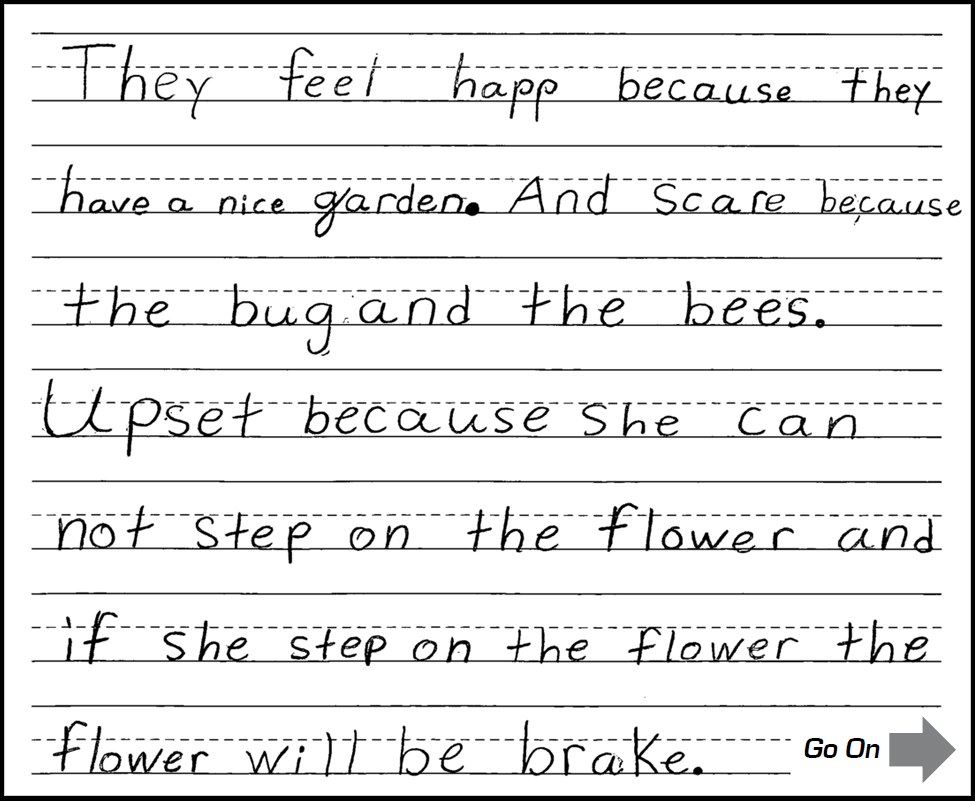 They feel happ because they
have a nice garden. And Scare because
the bug and the bees.
Upset because she can
not step on the flower and
if she step on the flower the
flower will be brake.
Go On